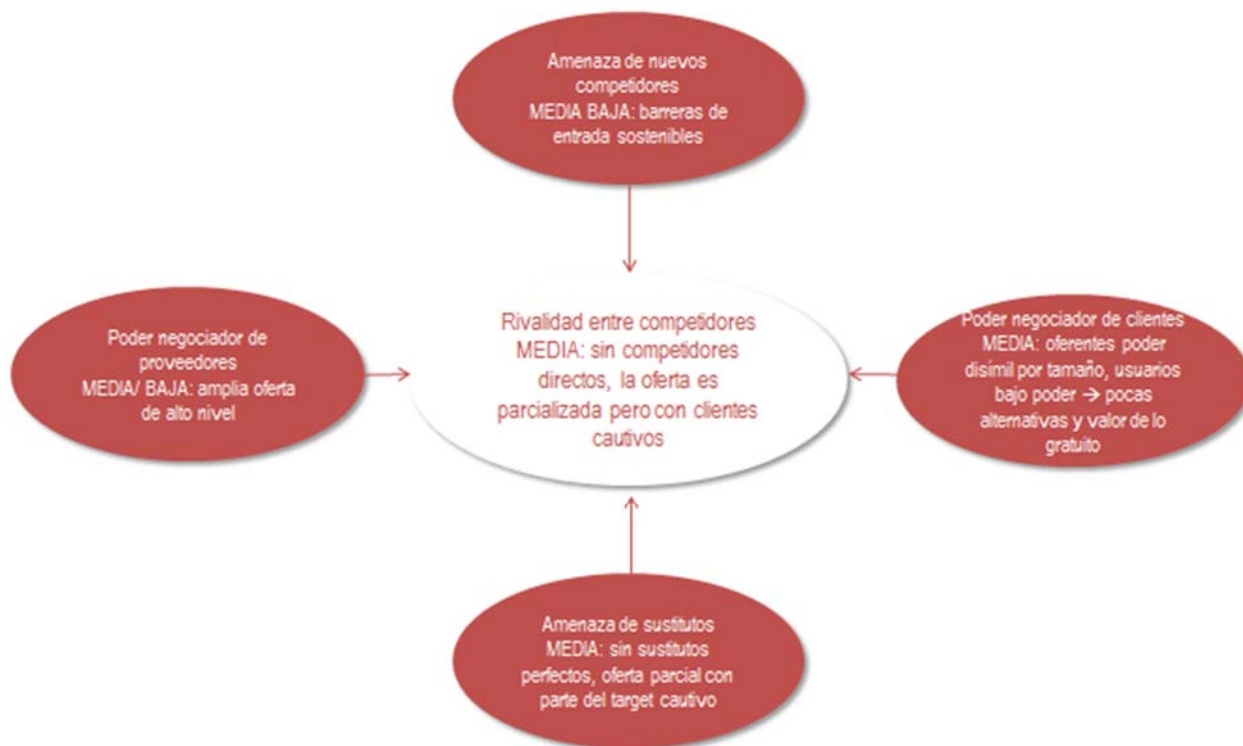 Amenaza de nuevos
competidores
MEDIA BAJA: barreras de
entrada sostenibles
Poder negociador de
proveedores
MEDIA/ BAJA: amplia oferta
de alto nivel
Rivalidad entre competidores
MEDIA: sin competidores
directos, la oferta es
parcializada pero con clientes
cautivos
Poder negociador de clientes
MEDIA: oferentes poder
disimil por tamaño, usuarios
bajo poder → pocas
alternativas y valor de lo
gratuito
Amenaza de sustitutos
MEDIA: sin sustitutos
perfectos, oferta parcial con
parte del target cautivo